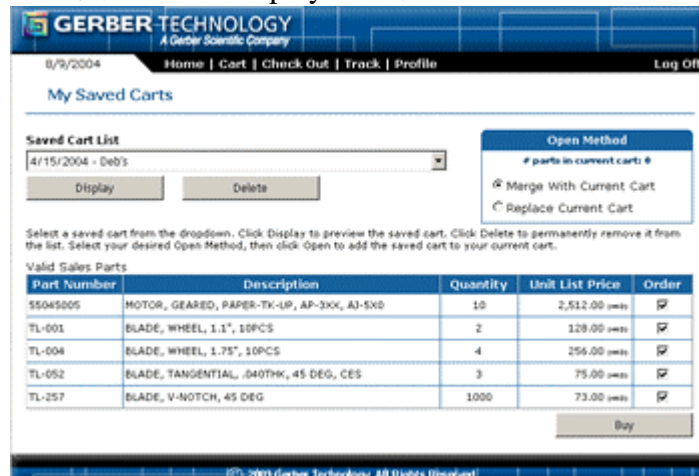 GERBER TECHNOLOGY
A Gerber Scientific Company
8/9/2004 Home | Cart | Check Out | Track | Profile Log Off
My Saved Carts
Saved Cart List
4/15/2004 - Deb's
Display Delete
Open Method
# parts in current cart: 0
Merge With Current Cart
Replace Current Cart
Select a saved cart from the dropdown. Click Display to preview the saved cart. Click Delete to permanently remove it from
the list. Select your desired Open Method, then click Open to add the saved cart to your current cart.
Valid Sales Parts
Part Number Description Quantity Unit List Price Order
55045005 MOTOR, GEARED, PAPER-TK-UP, AP-3XX, AJ-5X0 10 2,512.00
TL-001 BLADE, WHEEL, 1.1", 10PCS 2 128.00
TL-004 BLADE, WHEEL, 1.75", 10PCS 4 256.00
TL-052 BLADE, TANGENTIAL, .040THK, 45 DEG, CES 3 75.00
TL-257 BLADE, V-NOTCH, 45 DEG 1000 73.00
Buy
2003 Gerber Technology. All Rights Reserved